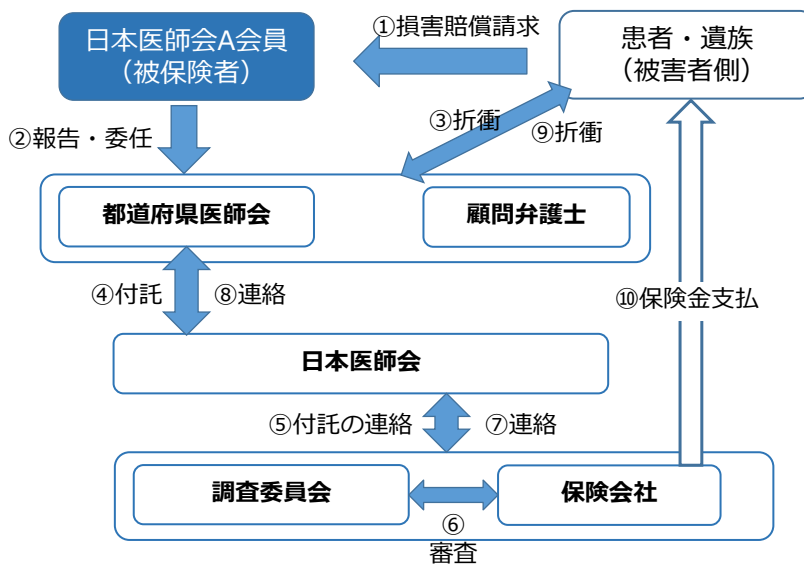 日本医師会A会員
（被保険者）
①損害賠償請求
患者・遺族
（被害者側）
②報告・委任
③折衝
⑨折衝
都道府県医師会
顧問弁護士
④付託
⑧連絡
⑩保険金支払
日本医師会
⑤付託の連絡
⑦連絡
調査委員会
保険会社
⑥
審査